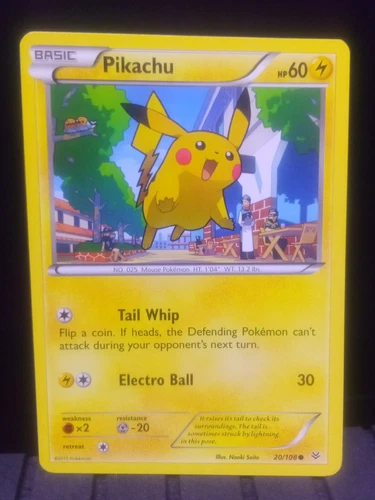 BASIC
Pikachu
HP60
NO. 025 Mouse Pokémon HT. 1'04" WT. 13.2 lbs.
Tail Whip
Flip a coin. If heads, the Defending Pokémon can't
attack during your opponent's next turn.
Electro Ball 30
weakness resistance
×2 -20
It raises its tail to check its
surroundings. The tail is
sometimes struck by lightning
in this pose.
retreat
©2015 Pokémon
Illus. Naoki Saito
20/108